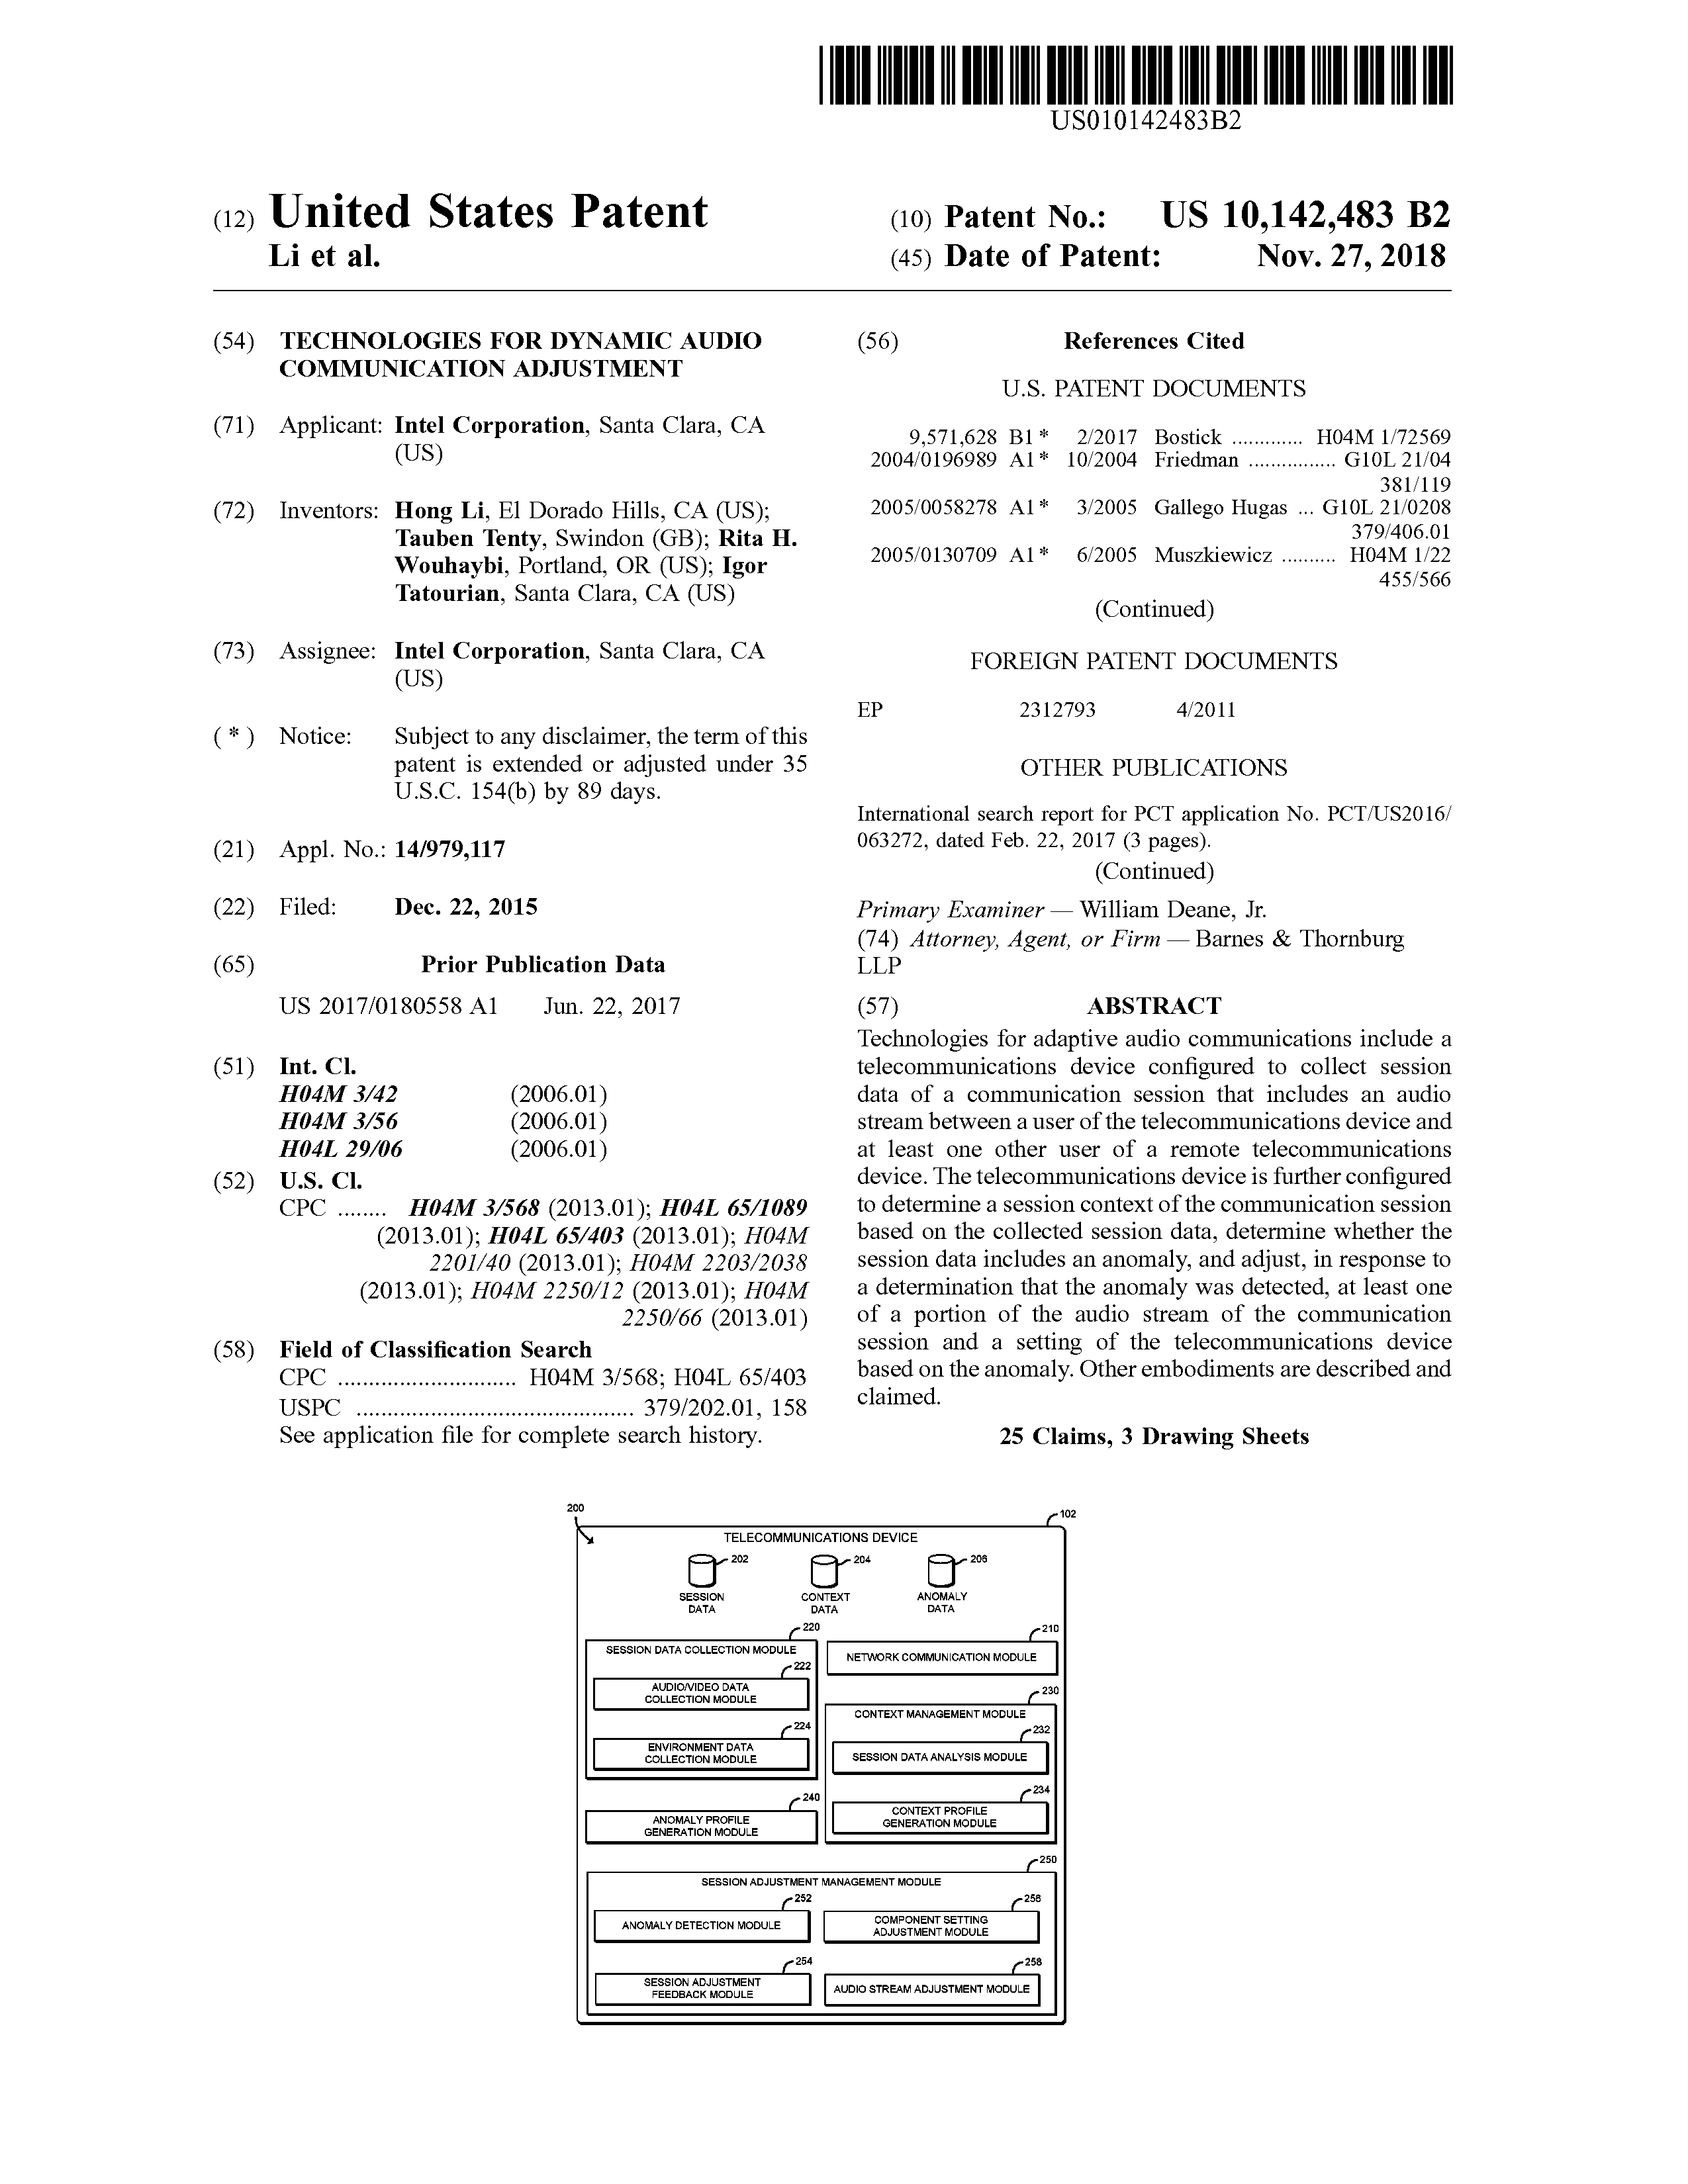 US010142483B2
(12) United States Patent
Li et al.
(10) Patent No.: US 10,142,483 B2
(45) Date of Patent: Nov. 27, 2018
(54) TECHNOLOGIES FOR DYNAMIC AUDIO
COMMUNICATION ADJUSTMENT
(71) Applicant: Intel Corporation, Santa Clara, CA
(US)
(72) Inventors: Hong Li, El Dorado Hills, CA (US);
Tauben Tenty, Swindon (GB); Rita H.
Wouhaybi, Portland, OR (US); Igor
Tatourian, Santa Clara, CA (US)
(73) Assignee: Intel Corporation, Santa Clara, CA
(US)
( * ) Notice: Subject to any disclaimer, the term of this
patent is extended or adjusted under 35
U.S.C. 154(b) by 89 days.
(21) Appl. No.: 14/979,117
(22) Filed: Dec. 22, 2015
(65) Prior Publication Data
US 2017/0180558 A1 Jun. 22, 2017
(51) Int. Cl.
H04M 3/42 (2006.01)
H04M 3/56 (2006.01)
H04L 29/06 (2006.01)
(52) U.S. Cl.
CPC ........ H04M 3/568 (2013.01); H04L 65/1089
(2013.01); H04L 65/403 (2013.01); H04M
2201/40 (2013.01); H04M 2203/2038
(2013.01); H04M 2250/12 (2013.01); H04M
2250/66 (2013.01)
(58) Field of Classification Search
CPC ............................. H04M 3/568; H04L 65/403
USPC ............................................. 379/202.01, 158
See application file for complete search history.
(56) References Cited
U.S. PATENT DOCUMENTS
9,571,628 B1 * 2/2017 Bostick ............ H04M 1/72569
2004/0196989 A1 * 10/2004 Friedman ................ G10L 21/04
381/119
2005/0058278 A1 * 3/2005 Gallego Hugas ... G10L 21/0208
379/406.01
2005/0130709 A1 * 6/2005 Muszkiewicz .......... H04M 1/22
455/566
(Continued)
FOREIGN PATENT DOCUMENTS
EP 2312793 4/2011
OTHER PUBLICATIONS
International search report for PCT application No. PCT/US2016/
063272, dated Feb. 22, 2017 (3 pages).
(Continued)
Primary Examiner — William Deane, Jr.
(74) Attorney, Agent, or Firm — Barnes & Thornburg
LLP
(57) ABSTRACT
Technologies for adaptive audio communications include a
telecommunications device configured to collect session
data of a communication session that includes an audio
stream between a user of the telecommunications device and
at least one other user of a remote telecommunications
device. The telecommunications device is further configured
to determine a session context of the communication session
based on the collected session data, determine whether the
session data includes an anomaly, and adjust, in response to
a determination that the anomaly was detected, at least one
of a portion of the audio stream of the communication
session and a setting of the telecommunications device
based on the anomaly. Other embodiments are described and
claimed.
25 Claims, 3 Drawing Sheets
200
102
TELECOMMUNICATIONS DEVICE
202
204
206
SESSION
DATA
CONTEXT
DATA
ANOMALY
DATA
220
SESSION DATA COLLECTION MODULE
222
AUDIO/VIDEO DATA
COLLECTION MODULE
224
ENVIRONMENT DATA
COLLECTION MODULE
210
NETWORK COMMUNICATION MODULE
230
CONTEXT MANAGEMENT MODULE
232
SESSION DATA ANALYSIS MODULE
234
CONTEXT PROFILE
GENERATION MODULE
240
ANOMALY PROFILE
GENERATION MODULE
250
SESSION ADJUSTMENT MANAGEMENT MODULE
252
ANOMALY DETECTION MODULE
256
COMPONENT SETTING
ADJUSTMENT MODULE
254
SESSION ADJUSTMENT
FEEDBACK MODULE
258
AUDIO STREAM ADJUSTMENT MODULE